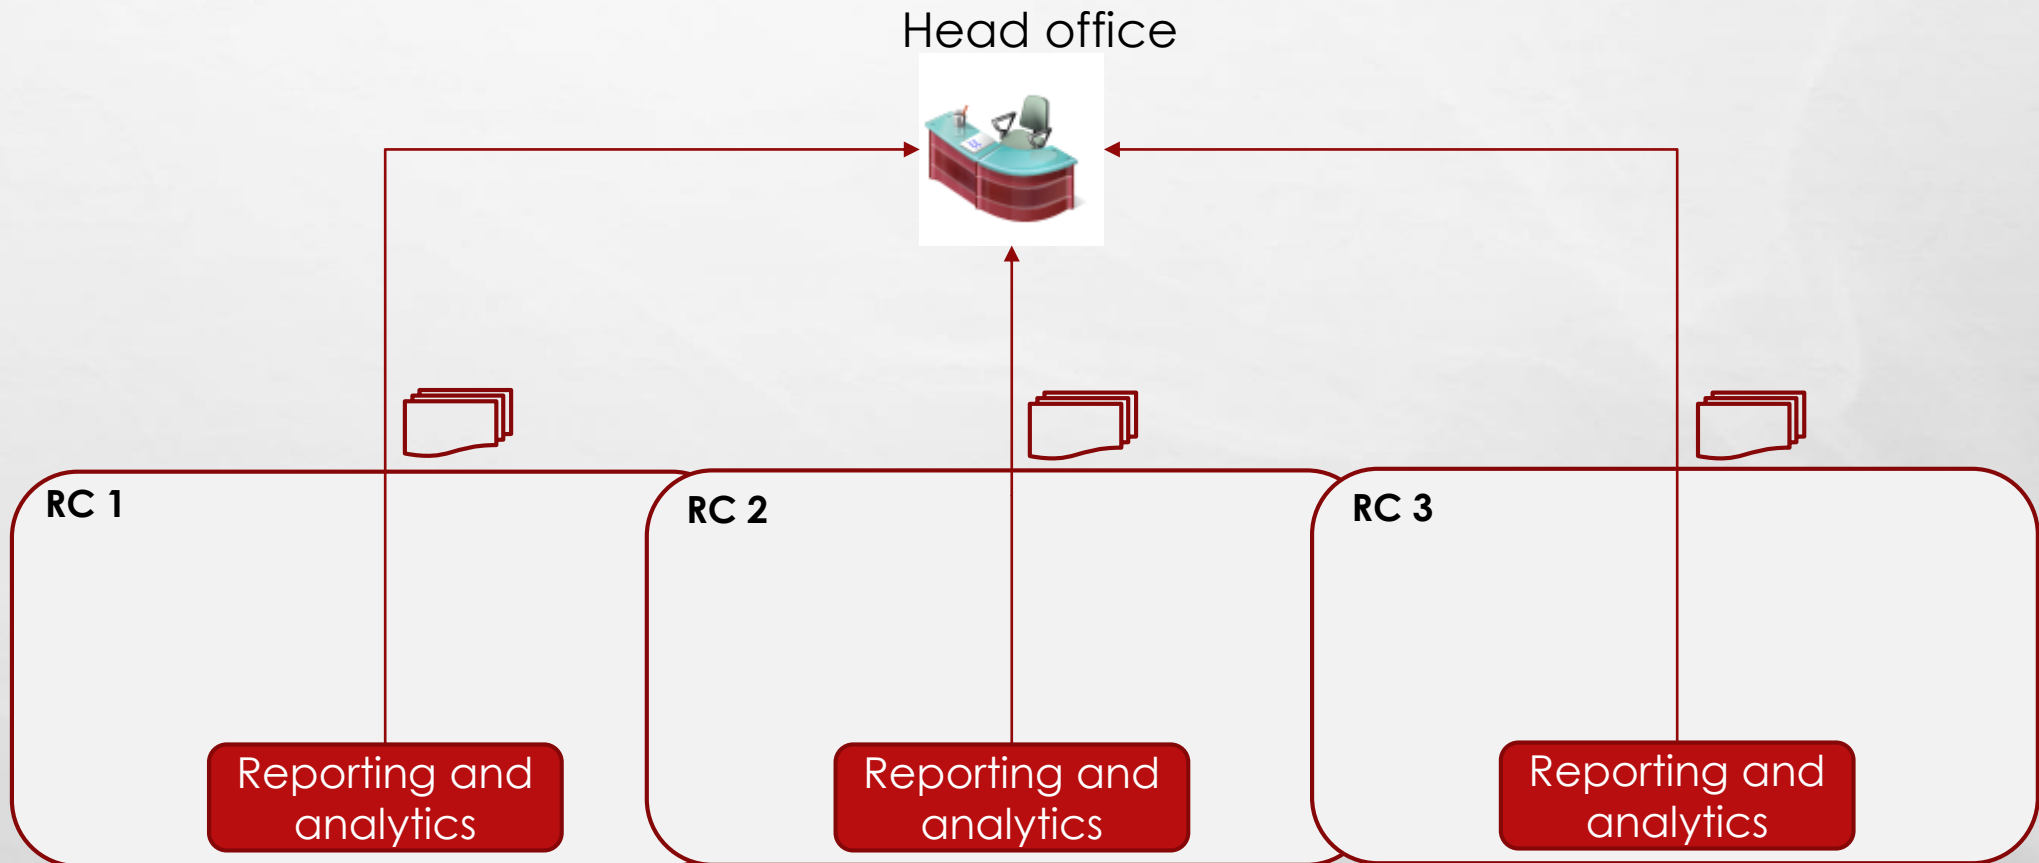 Head office
RC 1
RC 2
RC 3
Reporting and
analytics
Reporting and
analytics
Reporting and
analytics